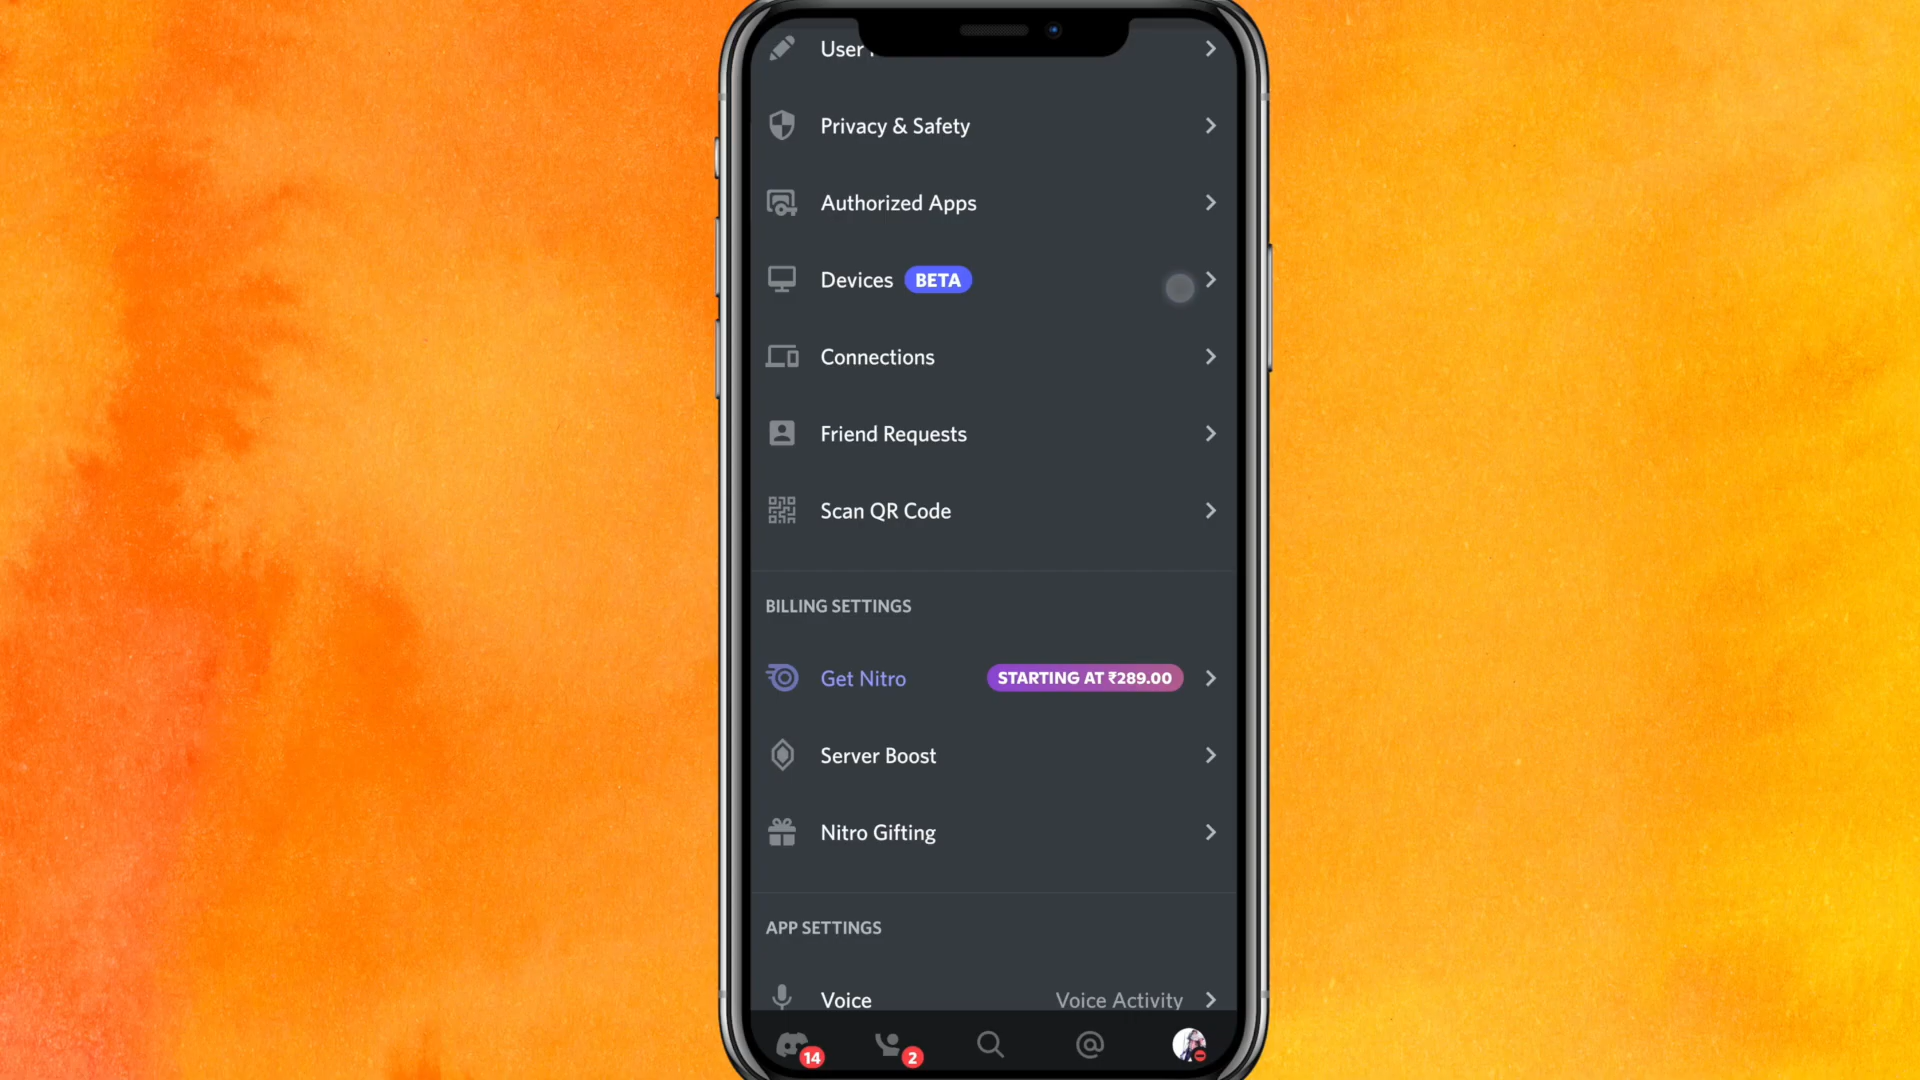 User
Privacy & Safety
Authorized Apps
Devices BETA
Connections
Friend Requests
Scan QR Code
BILLING SETTINGS
Get Nitro STARTING AT ₹289.00
Server Boost
Nitro Gifting
APP SETTINGS
Voice Voice Activity
14 2 @